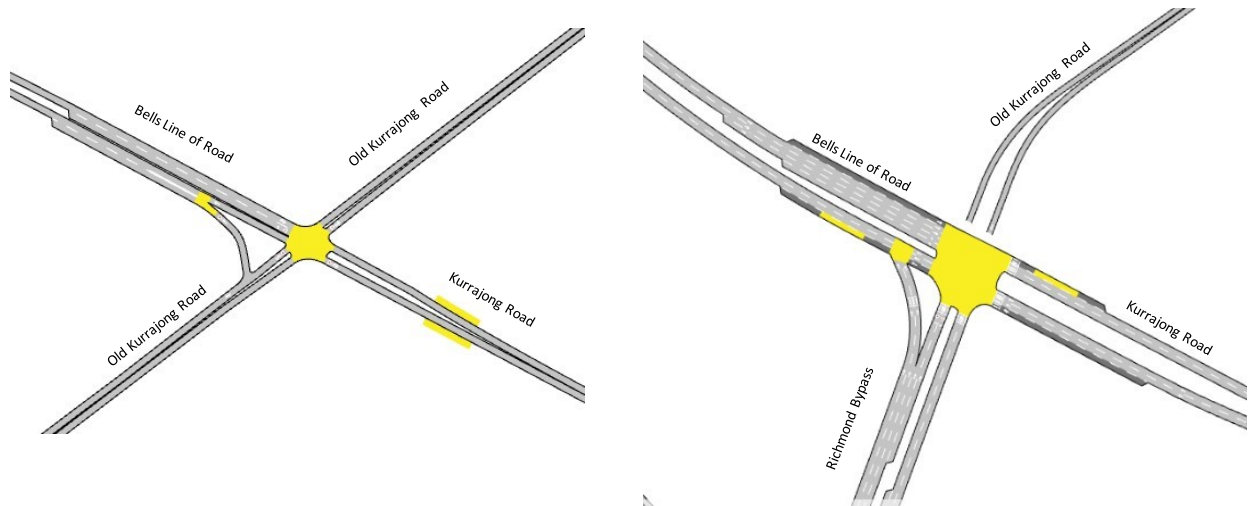 Bells Line of Road
Old Kurrajong Road
Kurrajong Road
Old Kurrajong Road
Old Kurrajong Road
Bells Line of Road
Kurrajong Road
Richmond Bypass